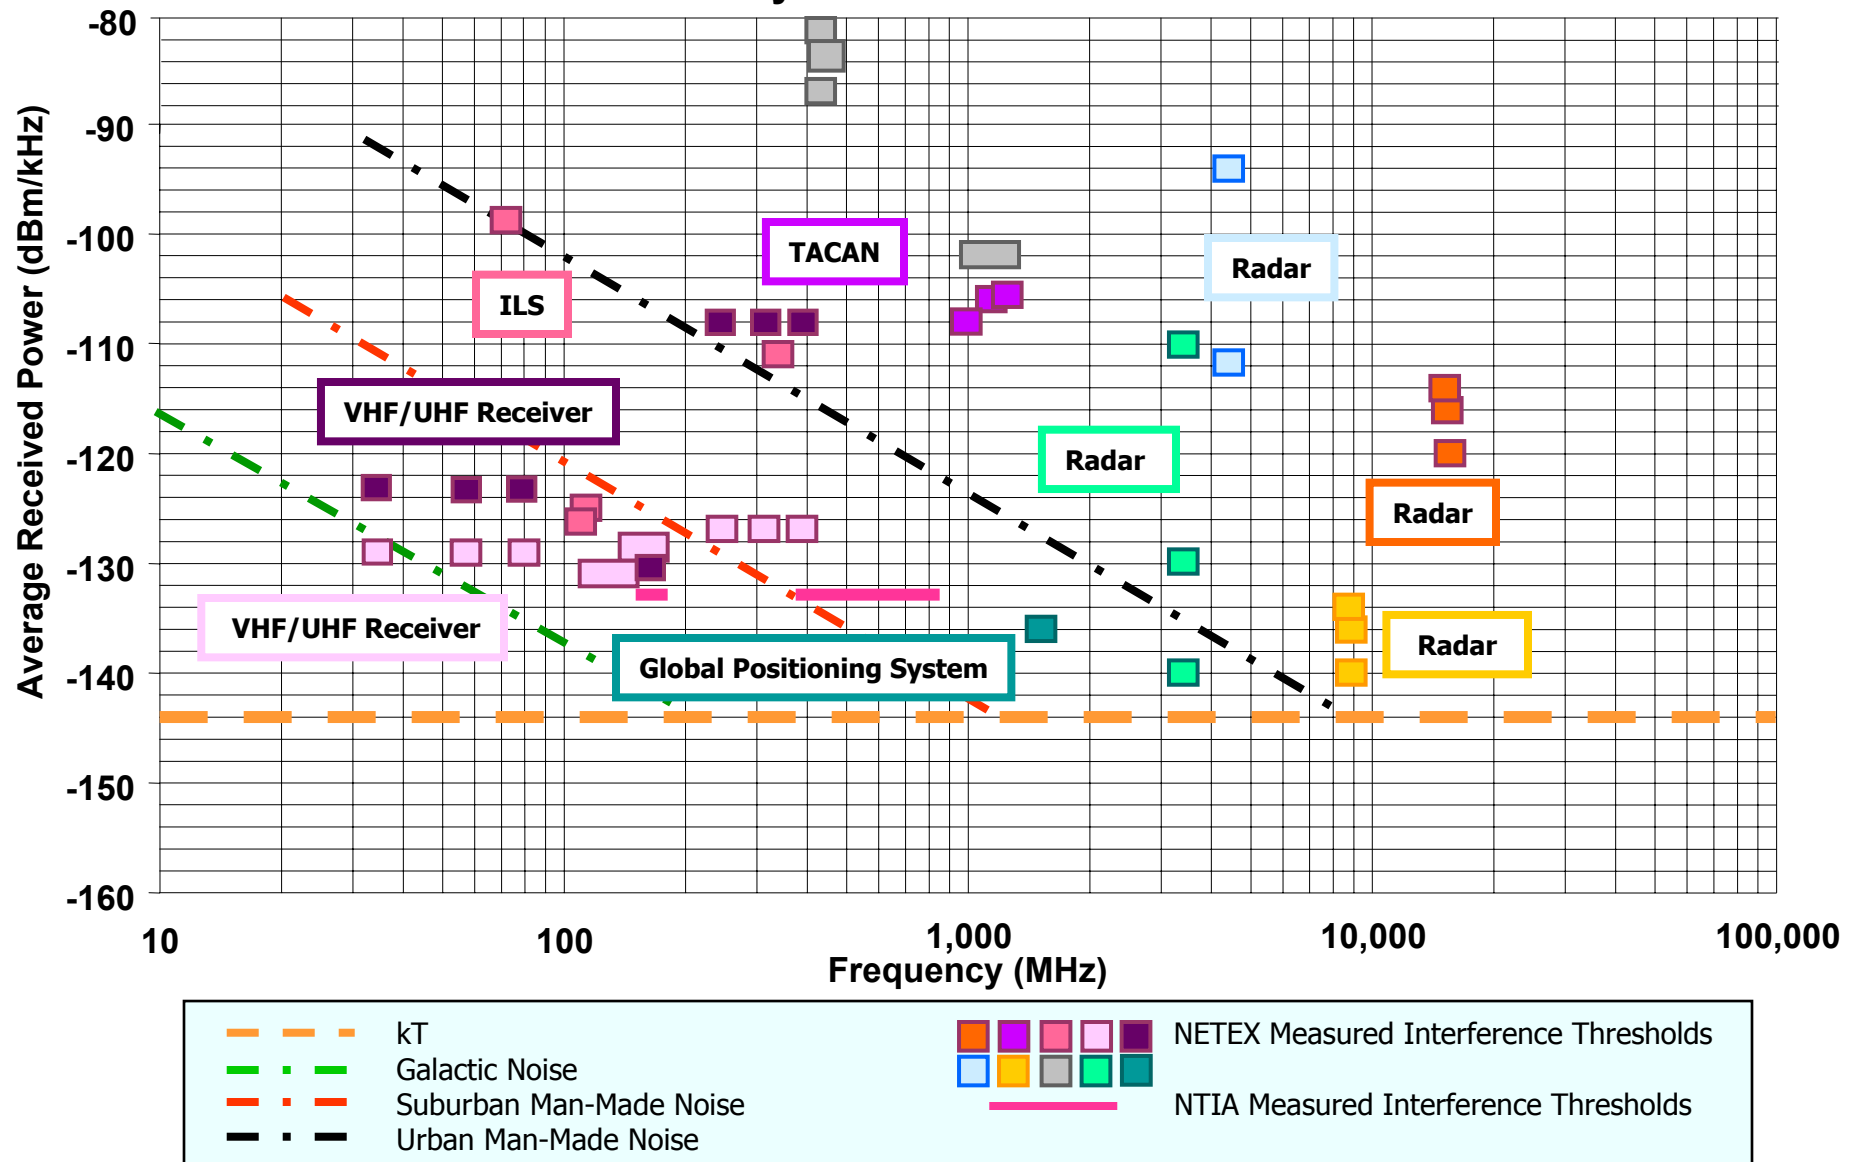 -80
-90
-100
-110
-120
-130
-140
-150
-160
Average Received Power (dBm/kHz)
TACAN
Radar
ILS
VHF/UHF Receiver
Radar
Radar
VHF/UHF Receiver
Global Positioning System
Radar
10
100
1,000
10,000
100,000
Frequency (MHz)
kT
Galactic Noise
Suburban Man-Made Noise
Urban Man-Made Noise
NETEX Measured Interference Thresholds
NTIA Measured Interference Thresholds